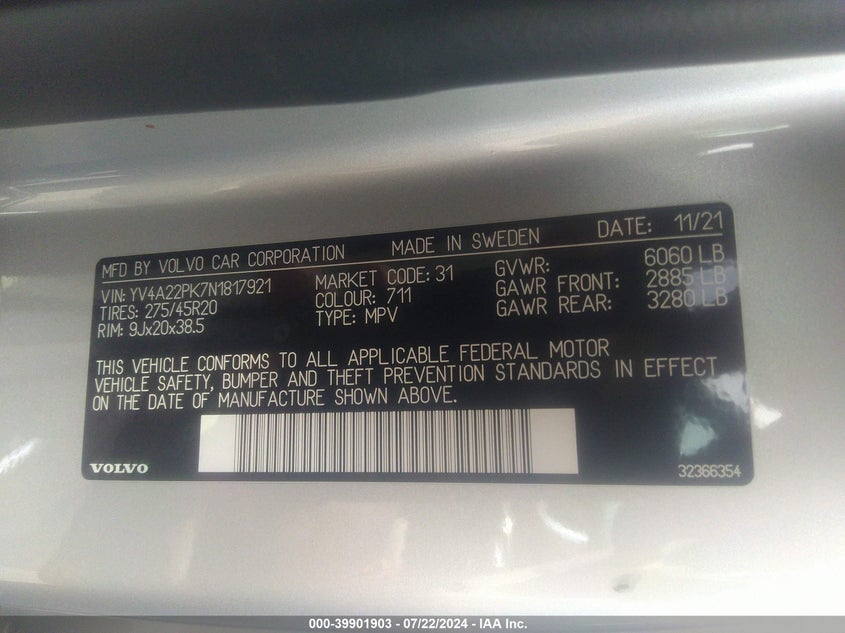 MFD BY VOLVO CAR CORPORATION MADE IN SWEDEN DATE: 11/21
VIN: YV4A22PK7N1817921 MARKET CODE: 31 GVWR: 6060 LB
TIRES: 275/45R20 COLOUR: 711 GAWR FRONT: 2885 LB
RIM: 9Jx20x38.5 TYPE: MPV GAWR REAR: 3280 LB
THIS VEHICLE CONFORMS TO ALL APPLICABLE FEDERAL MOTOR
VEHICLE SAFETY, BUMPER AND THEFT PREVENTION STANDARDS IN EFFECT
ON THE DATE OF MANUFACTURE SHOWN ABOVE.
VOLVO 32366354
000-39901903 - 07/22/2024 - IAA Inc.